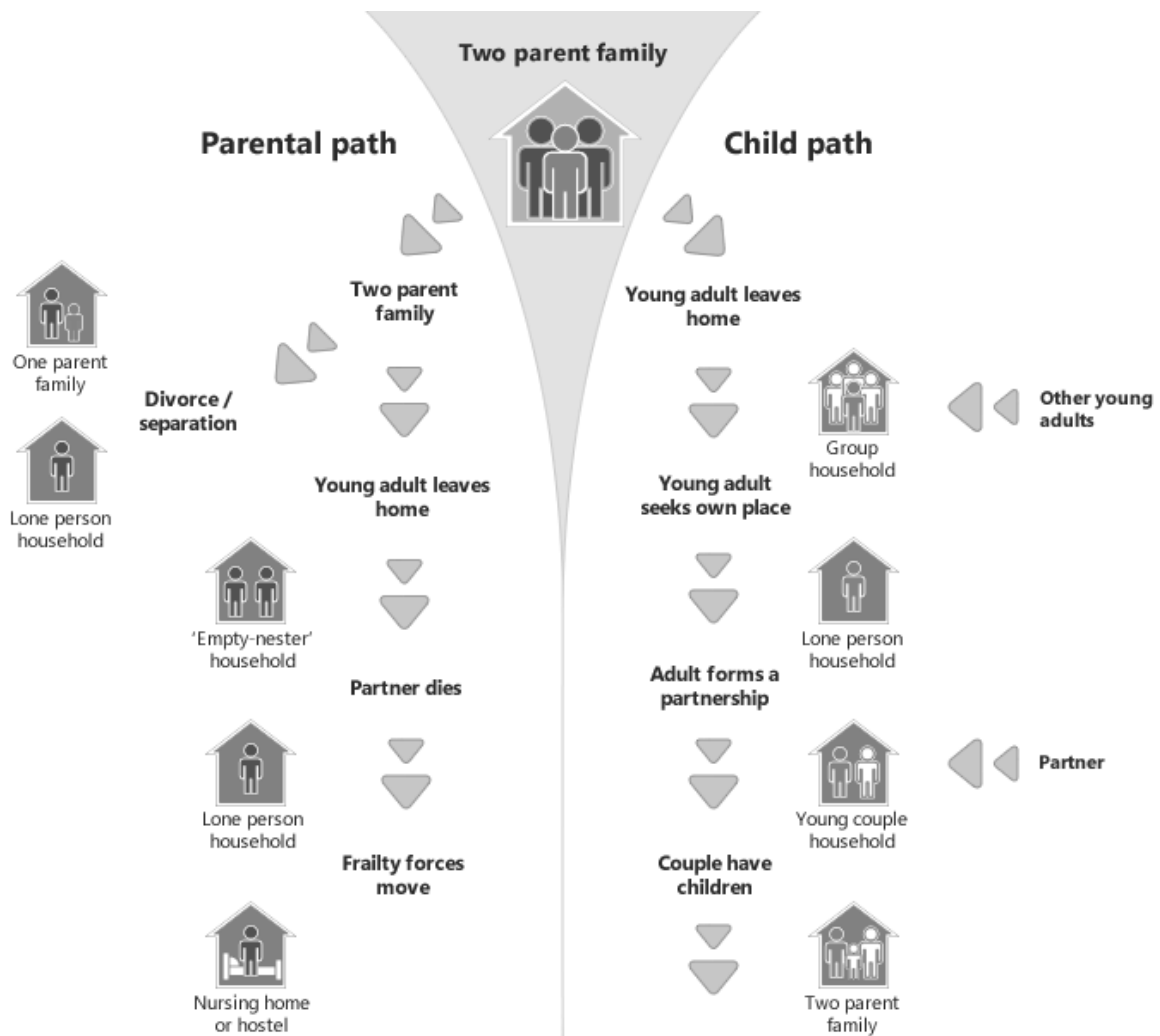 Two parent family
Parental path
Child path
Two parent
family
Young adult leaves
home
One parent
family
Divorce /
separation
Lone person
household
Group
household
Other young
adults
Young adult leaves
home
Young adult
seeks own place
‘Empty-nester’
household
Lone person
household
Partner dies
Adult forms a
partnership
Lone person
household
Young couple
household
Partner
Frailty forces
move
Couple have
children
Nursing home
or hostel
Two parent
family